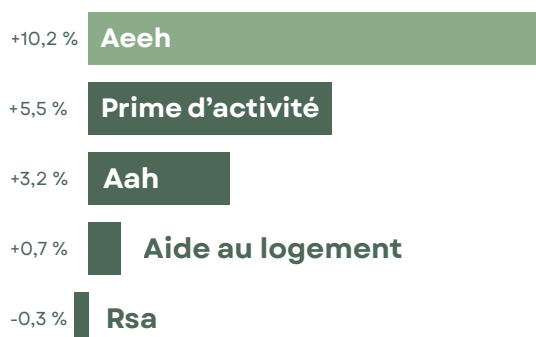 +10,2 % Aeeh
+5,5 % Prime d’activité
+3,2 % Aah
+0,7 % Aide au logement
-0,3 % Rsa